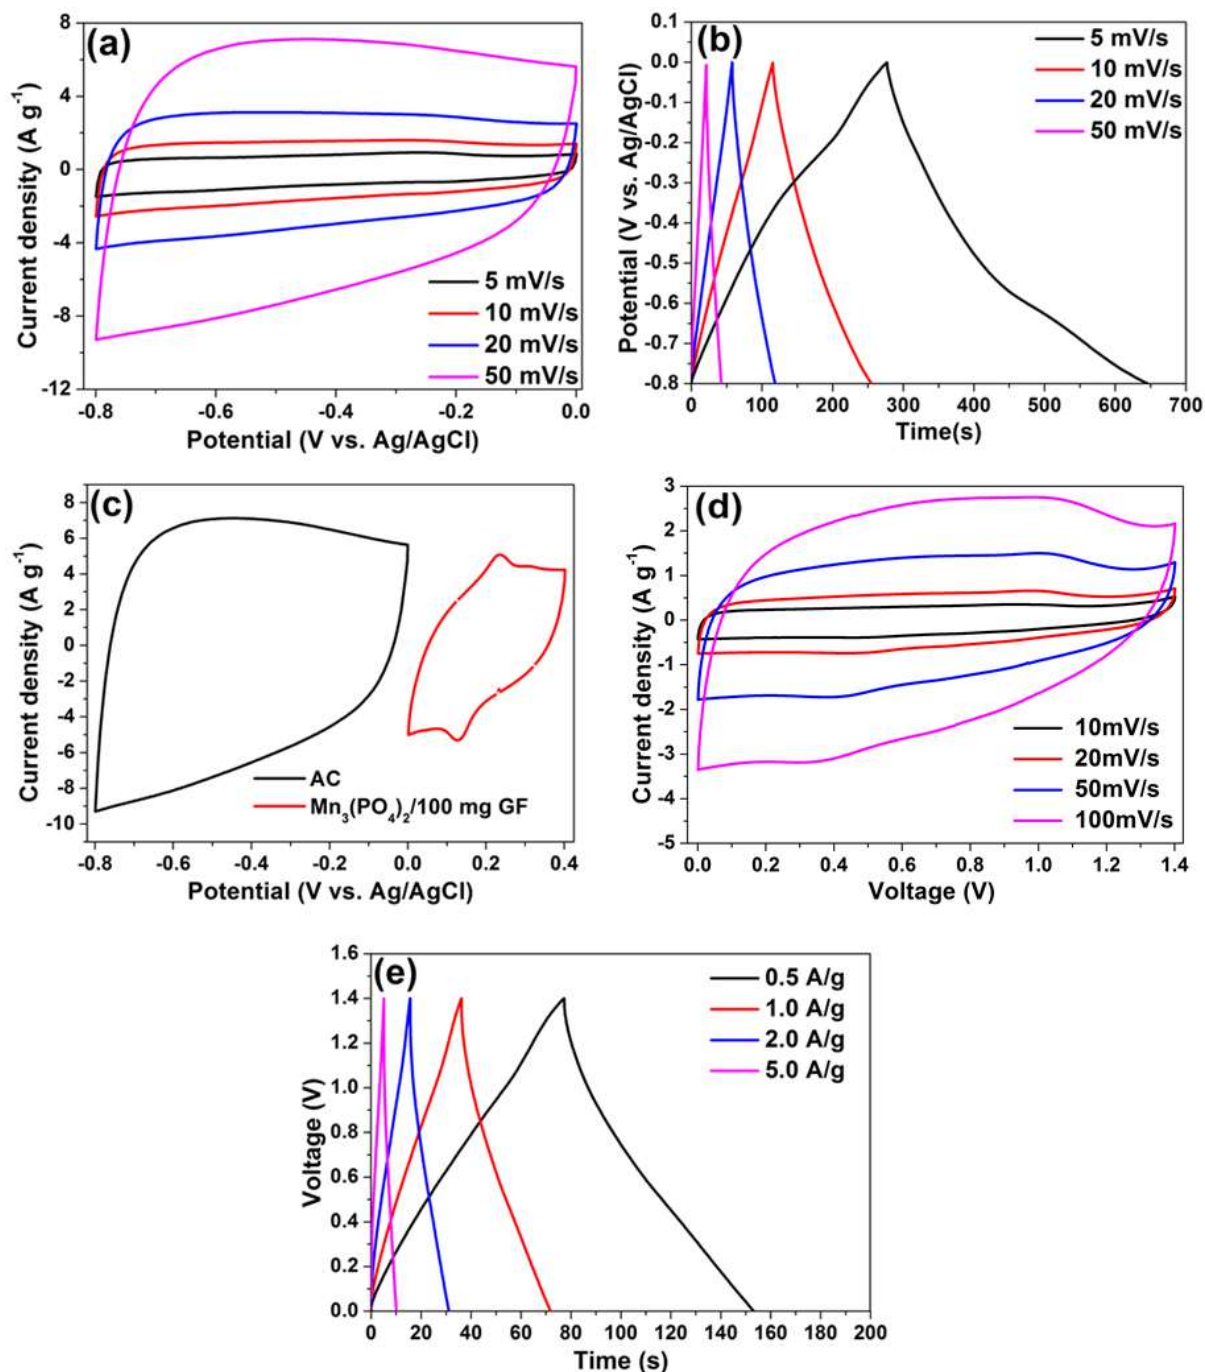 (a)
8
4
0
-4
-8
-12
Current density (A g⁻¹)
5 mV/s
10 mV/s
20 mV/s
50 mV/s
-0.8 -0.6 -0.4 -0.2 0.0
Potential (V vs. Ag/AgCl)
(b)
0.1
0.0
-0.1
-0.2
-0.3
-0.4
-0.5
-0.6
-0.7
-0.8
Potential (V vs. Ag/AgCl)
5 mV/s
10 mV/s
20 mV/s
50 mV/s
0 100 200 300 400 500 600 700
Time(s)
(c)
8
6
4
2
0
-2
-4
-6
-8
-10
Current density (A g⁻¹)
AC
Mn₃(PO₄)₂/100 mg GF
-0.8 -0.6 -0.4 -0.2 0.0 0.2 0.4
Potential (V vs. Ag/AgCl)
(d)
3
2
1
0
-1
-2
-3
-4
-5
Current density (A g⁻¹)
10mV/s
20mV/s
50mV/s
100mV/s
0.0 0.2 0.4 0.6 0.8 1.0 1.2 1.4
Voltage (V)
(e)
1.6
1.4
1.2
1.0
0.8
0.6
0.4
0.2
0.0
Voltage (V)
0.5 A/g
1.0 A/g
2.0 A/g
5.0 A/g
0 20 40 60 80 100 120 140 160 180 200
Time (s)